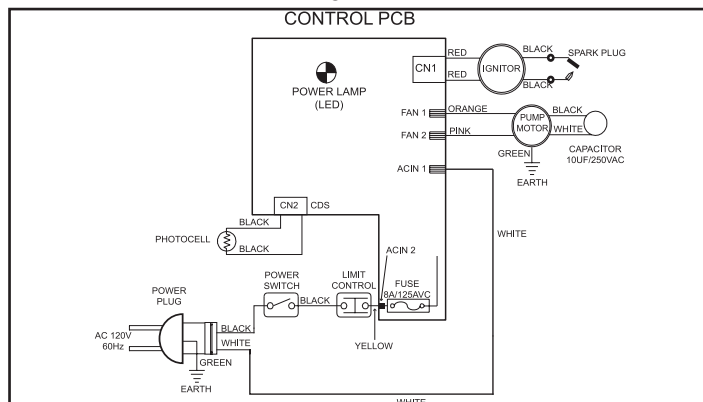 CONTROL PCB
POWER LAMP
(LED)
CN1
RED
RED
IGNITOR
BLACK
BLACK
SPARK PLUG
FAN 1
ORANGE
FAN 2
PINK
PUMP
MOTOR
BLACK
WHITE
CAPACITOR
10UF/250VAC
GREEN
EARTH
ACIN 1
WHITE
CN2
CDS
BLACK
BLACK
PHOTOCELL
ACIN 2
POWER
SWITCH
LIMIT
CONTROL
FUSE
8A/125AVC
BLACK
YELLOW
POWER
PLUG
AC 120V
60Hz
BLACK
WHITE
GREEN
EARTH
WHITE